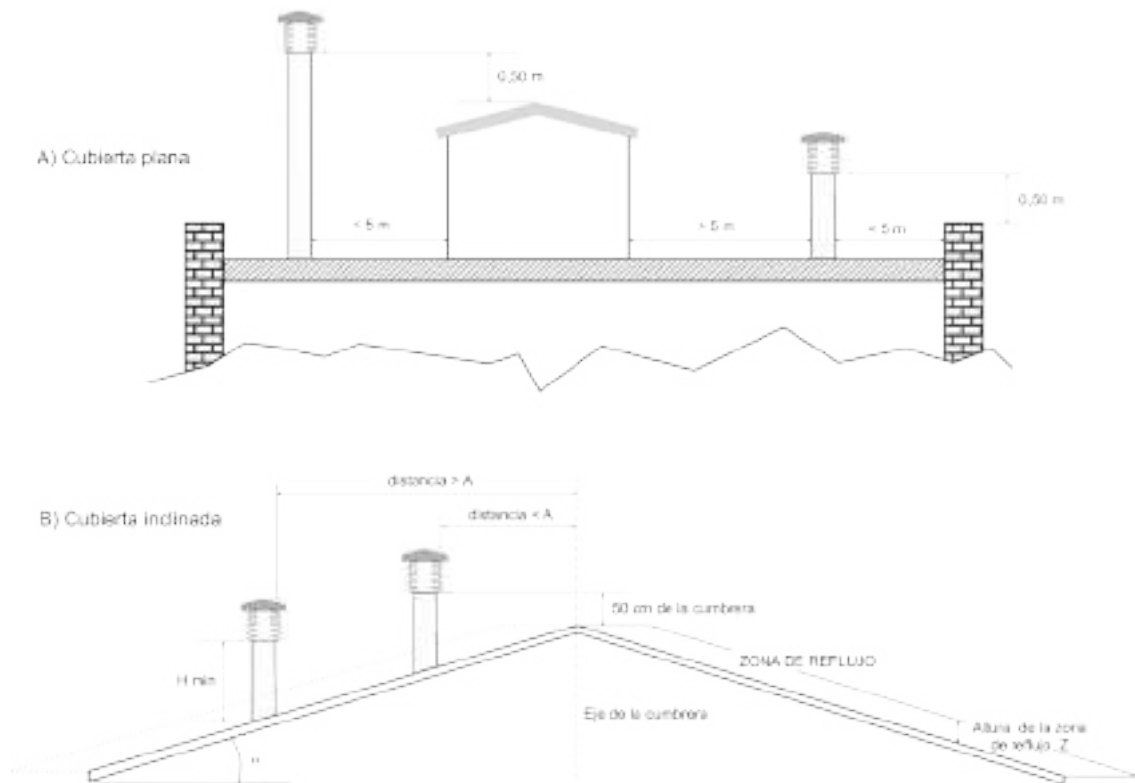 0,50 m
A) Cubierta plana
0,50 m
< 5 m
> 5 m
< 5 m
distancia > A
B) Cubierta inclinada
distancia < A
50 cm de la cumbrera
ZONA DE REFLUJO
H min
Eje de la cumbrera
Altura de la zona
de reflujo Z